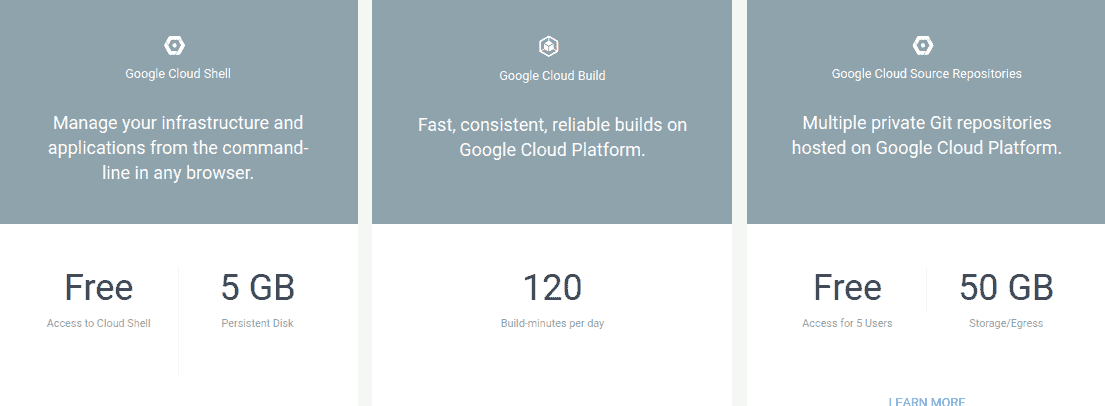 Google Cloud Shell
Manage your infrastructure and
applications from the command-
line in any browser.
Free
Access to Cloud Shell
5 GB
Persistent Disk
Google Cloud Build
Fast, consistent, reliable builds on
Google Cloud Platform.
120
Build-minutes per day
Google Cloud Source Repositories
Multiple private Git repositories
hosted on Google Cloud Platform.
Free
Access for 5 Users
50 GB
Storage/Egress
LEARN MORE